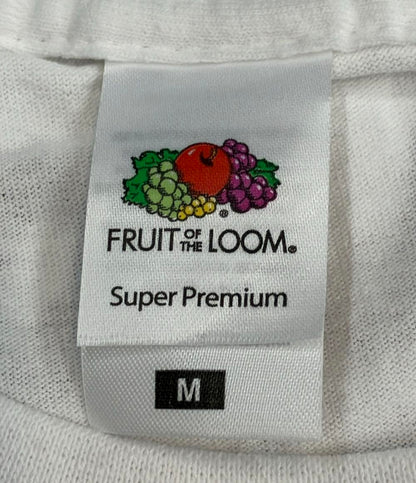 FRUIT OF THE LOOM®
Super Premium
M